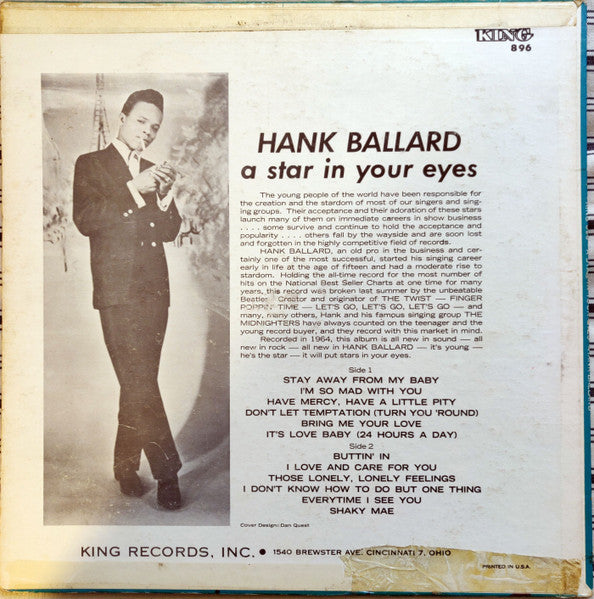 KING
896
HANK BALLARD
a star in your eyes
The young people of the world have been responsible for
the creation and the stardom of most of our singers and sing-
ing groups. Their acceptance and their adoration of these stars
launch many of them on immediate careers in show business
. . . . some survive and continue to hold the acceptance and
popularity . . . . others fall by the wayside and are soon lost
and forgotten in the highly competitive field of records.
HANK BALLARD, an old pro in the business and cer-
tainly one of the most successful, started his singing career
early in life at the age of fifteen and had a moderate rise to
stardom. Holding the all-time record for the most number of
hits on the National Best Seller Charts at one time for many
years, this record was broken last summer by the unbeatable
Beatles. Creator and originator of THE TWIST — FINGER
POPPIN' TIME — LET'S GO, LET'S GO, LET'S GO — and
many, many others, Hank and his famous singing group THE
MIDNIGHTERS have always counted on the teenager and the
young record buyer, and they record with this market in mind.
Recorded in 1964, this album is all new in sound — all
new in rock — all new in HANK BALLARD — it's young —
he's the star — it will put stars in your eyes.
Side 1
STAY AWAY FROM MY BABY
I'M SO MAD WITH YOU
HAVE MERCY, HAVE A LITTLE PITY
DON'T LET TEMPTATION (TURN YOU 'ROUND)
BRING ME YOUR LOVE
IT'S LOVE BABY (24 HOURS A DAY)
Side 2
BUTTIN' IN
I LOVE AND CARE FOR YOU
THOSE LONELY, LONELY FEELINGS
I DON'T KNOW HOW TO DO BUT ONE THING
EVERYTIME I SEE YOU
SHAKY MAE
Cover Design: Dan Quest
KING RECORDS, INC. • 1540 BREWSTER AVE. CINCINNATI 7, OHIO
PRINTED IN U.S.A.